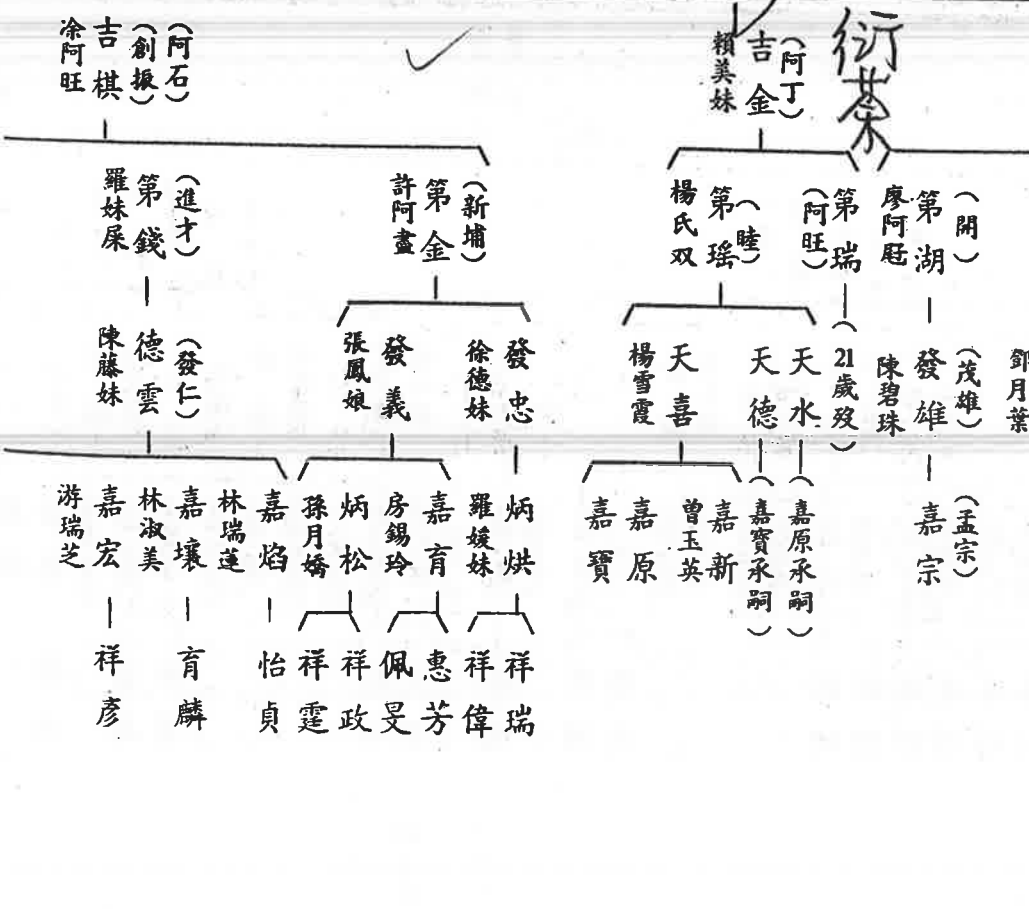 衍棻
(阿丁)
吉金
賴美妹
(阿石)
(創振)
吉棋
凃阿旺
(開)
第湖
廖阿
第瑞
(阿旺)
第瑤
(睦)
楊氏双
(新埔)
第金
許阿盡
(進才)
第錢
羅妹屎
鄧月葉
(茂雄)
發雄
陳碧珠
(21歲歿)
天水
天德
天喜
楊雪霞
發忠
徐德妹
發義
張鳳娘
(發仁)
德雲
陳藤妹
(孟宗)
嘉宗
(嘉原承嗣)
(嘉寶承嗣)
嘉新
曾玉英
嘉原
嘉寶
炳烘
羅媛妹
嘉育
房錫玲
炳松
孫月嬌
嘉焰
林瑞蓮
嘉壤
林淑美
嘉宏
游瑞芝
祥瑞
祥偉
惠芳
佩旻
祥政
祥霆
怡貞
育麟
祥彥